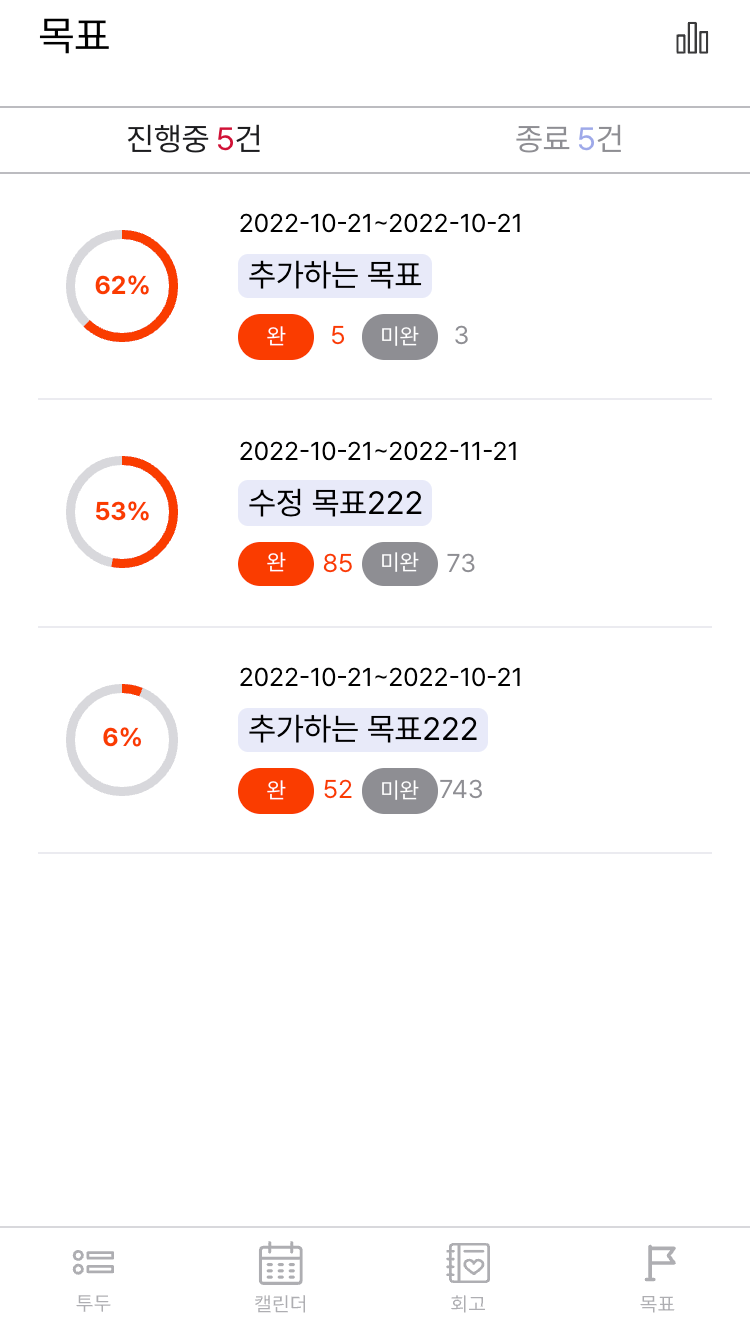 목표
진행중 5건 종료 5건
2022-10-21~2022-10-21
62%
추가하는 목표
완 5 미완 3
2022-10-21~2022-11-21
53%
수정 목표222
완 85 미완 73
2022-10-21~2022-10-21
6%
추가하는 목표222
완 52 미완 743
투두 캘린더 회고 목표